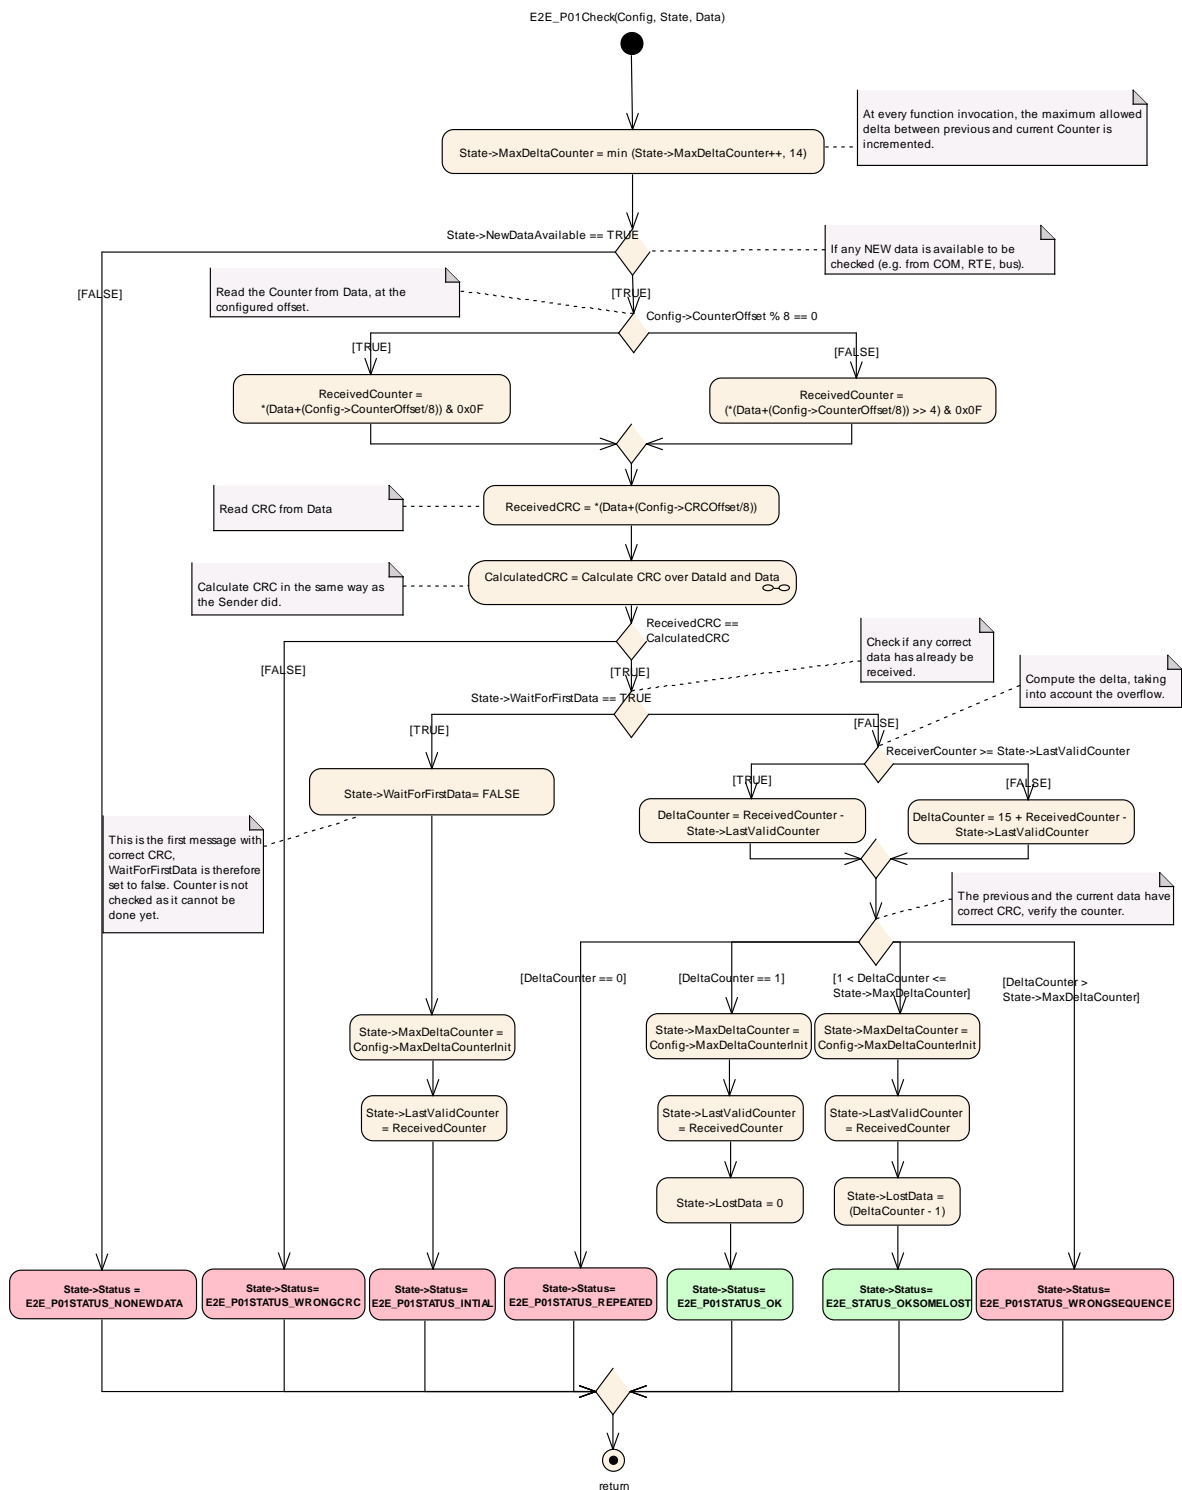 E2E_P01Check(Config, State, Data)
At every function invocation, the maximum allowed
delta between previous and current Counter is
incremented.
State->MaxDeltaCounter = min (State->MaxDeltaCounter++, 14)
State->NewDataAvailable == TRUE
If any NEW data is available to be
checked (e.g. from COM, RTE, bus).
[FALSE]
[TRUE]
Read the Counter from Data, at the
configured offset.
Config->CounterOffset % 8 == 0
[TRUE]
[FALSE]
ReceivedCounter =
*(Data+(Config->CounterOffset/8)) & 0x0F
ReceivedCounter =
(*(Data+(Config->CounterOffset/8)) >> 4) & 0x0F
Read CRC from Data
ReceivedCRC = *(Data+(Config->CRCOffset/8))
Calculate CRC in the same way as
the Sender did.
CalculatedCRC = Calculate CRC over DataId and Data
ReceivedCRC ==
CalculatedCRC
[FALSE]
[TRUE]
Check if any correct
data has already be
received.
Compute the delta, taking
into account the overflow.
State->WaitForFirstData == TRUE
[TRUE]
[FALSE]
ReceiverCounter >= State->LastValidCounter
[TRUE]
[FALSE]
State->WaitForFirstData= FALSE
DeltaCounter = ReceivedCounter -
State->LastValidCounter
DeltaCounter = 15 + ReceivedCounter -
State->LastValidCounter
This is the first message with
correct CRC,
WaitForFirstData is therefore
set to false. Counter is not
checked as it cannot be
done yet.
The previous and the current data have
correct CRC, verify the counter.
[DeltaCounter == 0]
[DeltaCounter == 1]
[1 < DeltaCounter <=
State->MaxDeltaCounter]
[DeltaCounter >
State->MaxDeltaCounter]
State->MaxDeltaCounter =
Config->MaxDeltaCounterInit
State->MaxDeltaCounter =
Config->MaxDeltaCounterInit
State->MaxDeltaCounter =
Config->MaxDeltaCounterInit
State->LastValidCounter
= ReceivedCounter
State->LastValidCounter
= ReceivedCounter
State->LastValidCounter
= ReceivedCounter
State->LostData = 0
State->LostData =
(DeltaCounter - 1)
State->Status =
E2E_P01STATUS_NONEWDATA
State->Status=
E2E_P01STATUS_WRONGCRC
State->Status=
E2E_P01STATUS_INTIAL
State->Status=
E2E_P01STATUS_REPEATED
State->Status=
E2E_P01STATUS_OK
State->Status=
E2E_STATUS_OKSOMELOST
State->Status=
E2E_P01STATUS_WRONGSEQUENCE
return